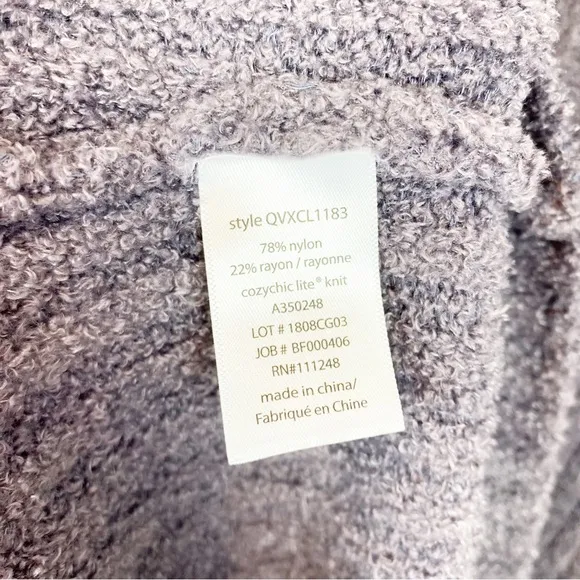 style QVXCL1183
78% nylon
22% rayon / rayonne
cozychic lite® knit
A350248
LOT # 1808CG03
JOB # BF000406
RN#111248
made in china/
Fabriqué en Chine